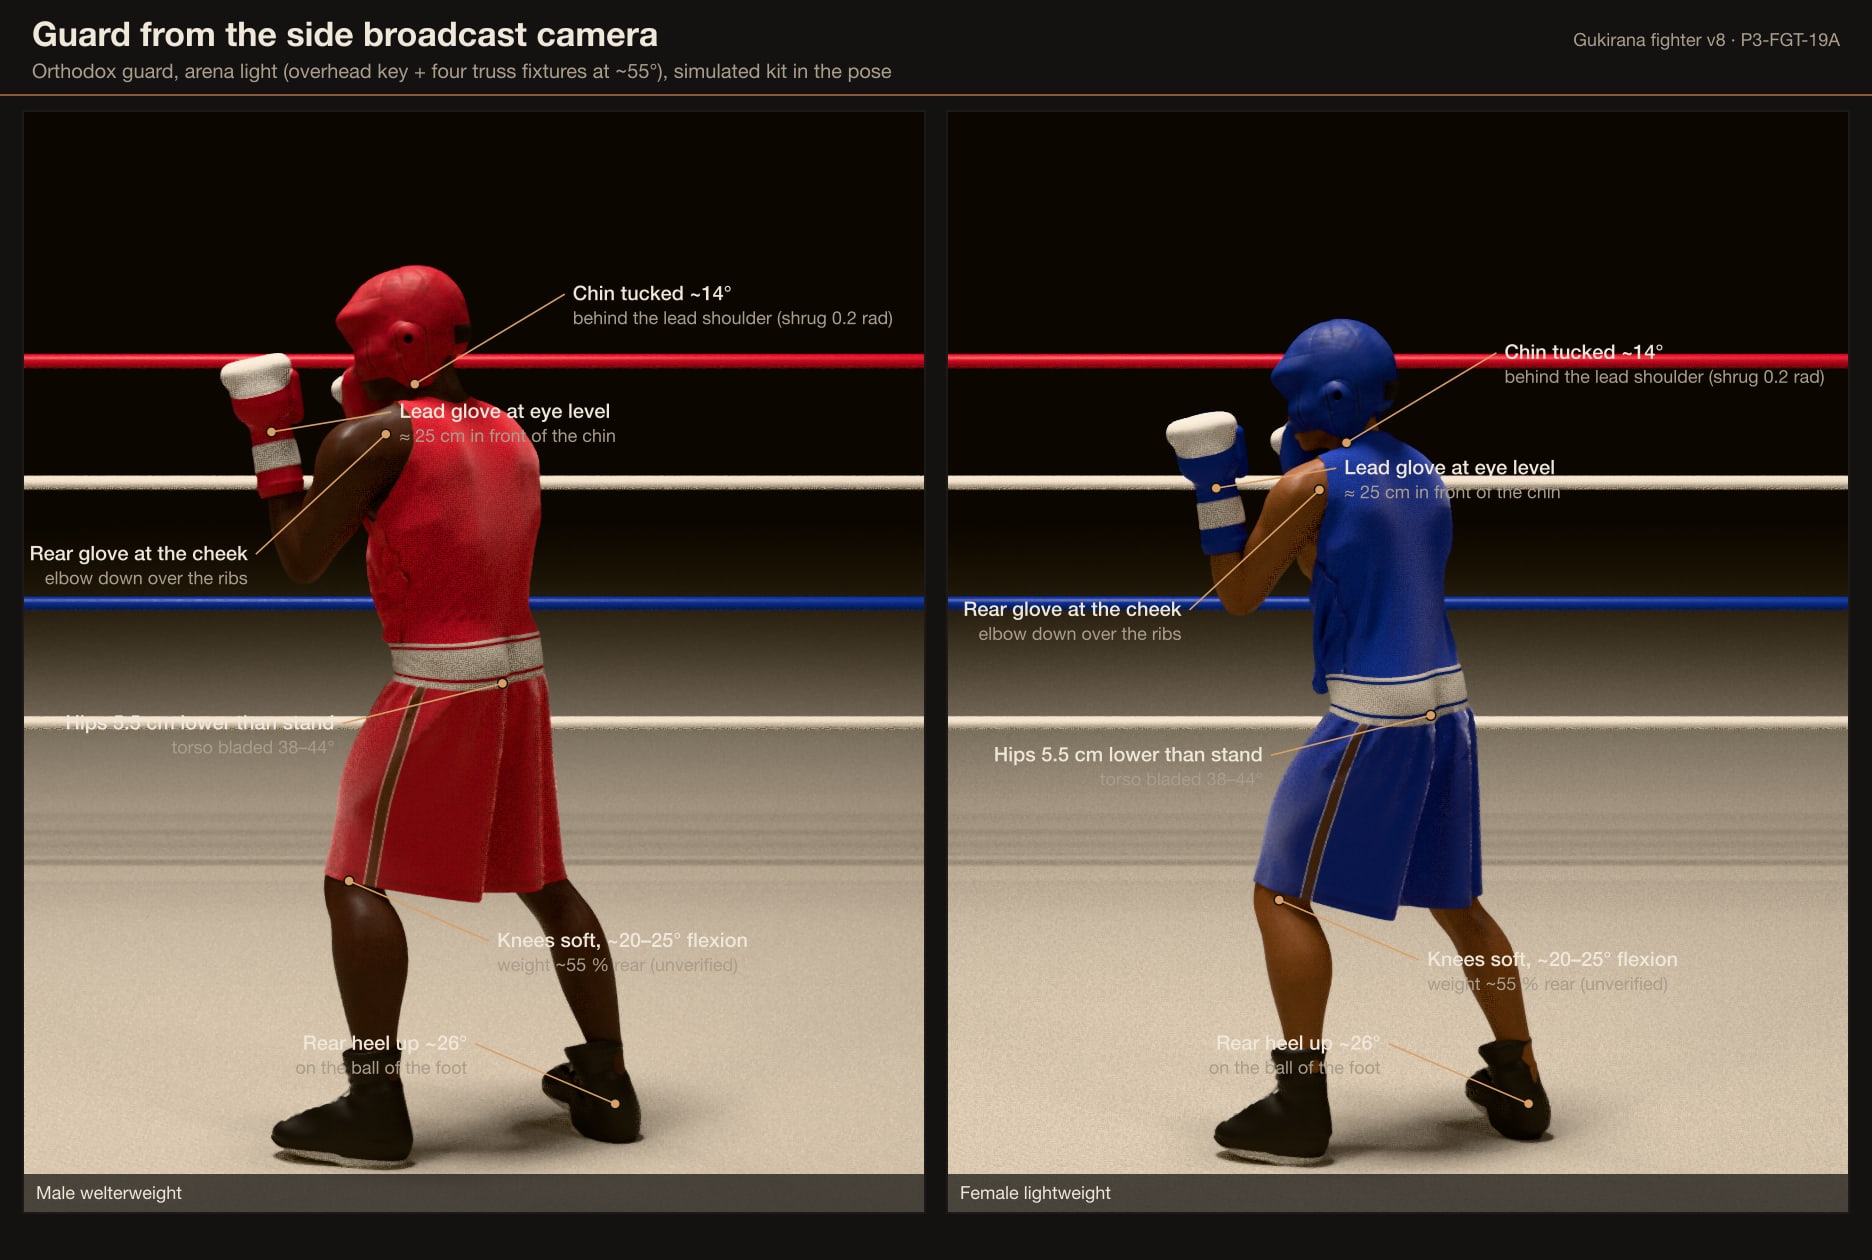 Guard from the side broadcast camera
Gukirana fighter v8 · P3-FGT-19A
Orthodox guard, arena light (overhead key + four truss fixtures at ~55°), simulated kit in the pose
Chin tucked ~14°
behind the lead shoulder (shrug 0.2 rad)
Lead glove at eye level
≈ 25 cm in front of the chin
Rear glove at the cheek
elbow down over the ribs
Hips 5.5 cm lower than stand
torso bladed 38–44°
Knees soft, ~20–25° flexion
weight ~55 % rear (unverified)
Rear heel up ~26°
on the ball of the foot
Male welterweight
Chin tucked ~14°
behind the lead shoulder (shrug 0.2 rad)
Lead glove at eye level
≈ 25 cm in front of the chin
Rear glove at the cheek
elbow down over the ribs
Hips 5.5 cm lower than stand
torso bladed 38–44°
Knees soft, ~20–25° flexion
weight ~55 % rear (unverified)
Rear heel up ~26°
on the ball of the foot
Female lightweight